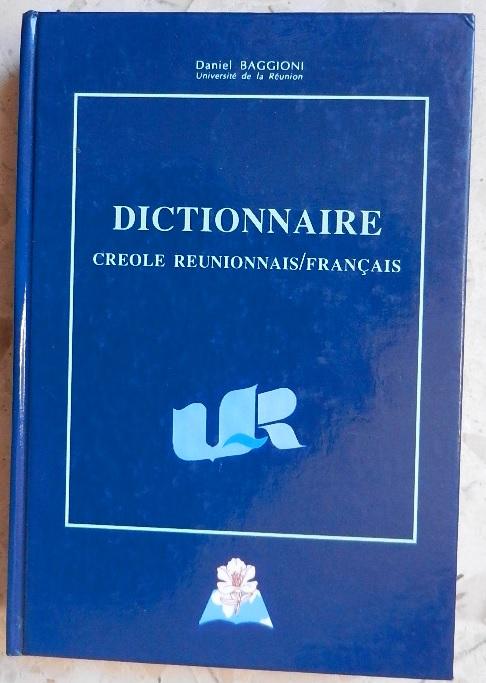 Daniel BAGGIONI
Université de la Réunion
DICTIONNAIRE
CREOLE REUNIONNAIS/FRANÇAIS
UR